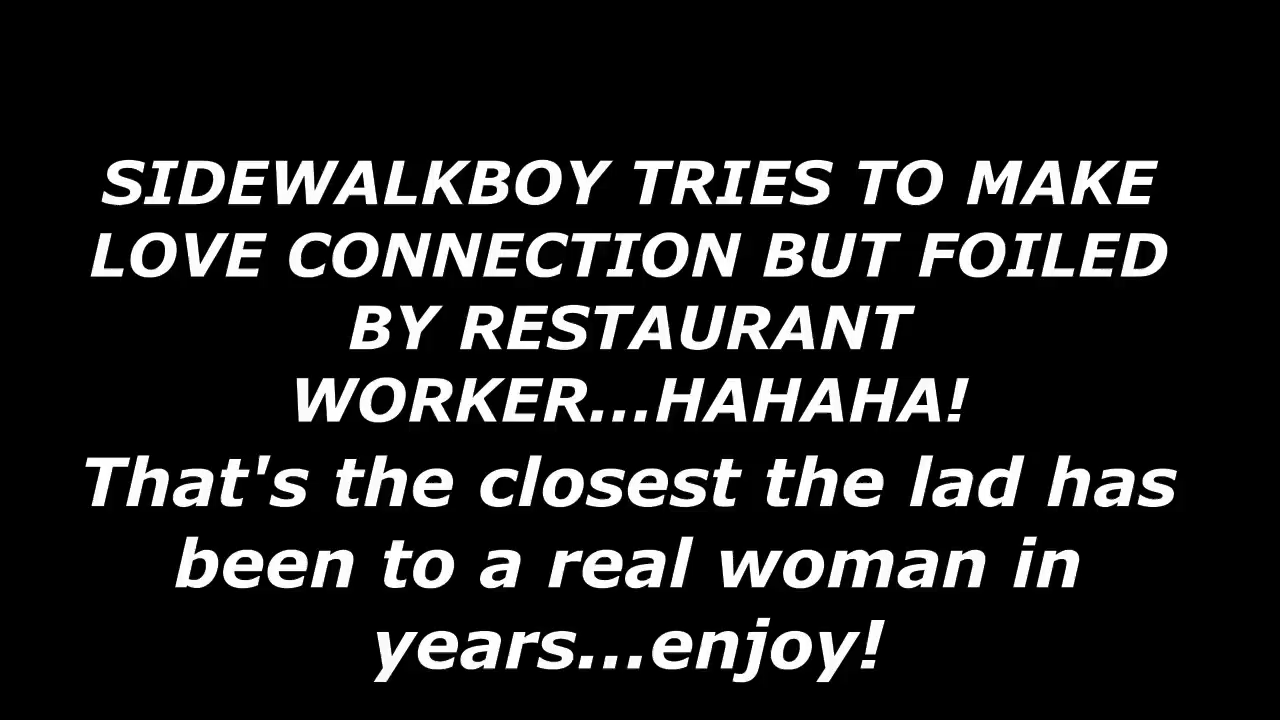 SIDEWALKBOY TRIES TO MAKE
LOVE CONNECTION BUT FOILED
BY RESTAURANT
WORKER...HAHAHA!
That's the closest the lad has
been to a real woman in
years...enjoy!